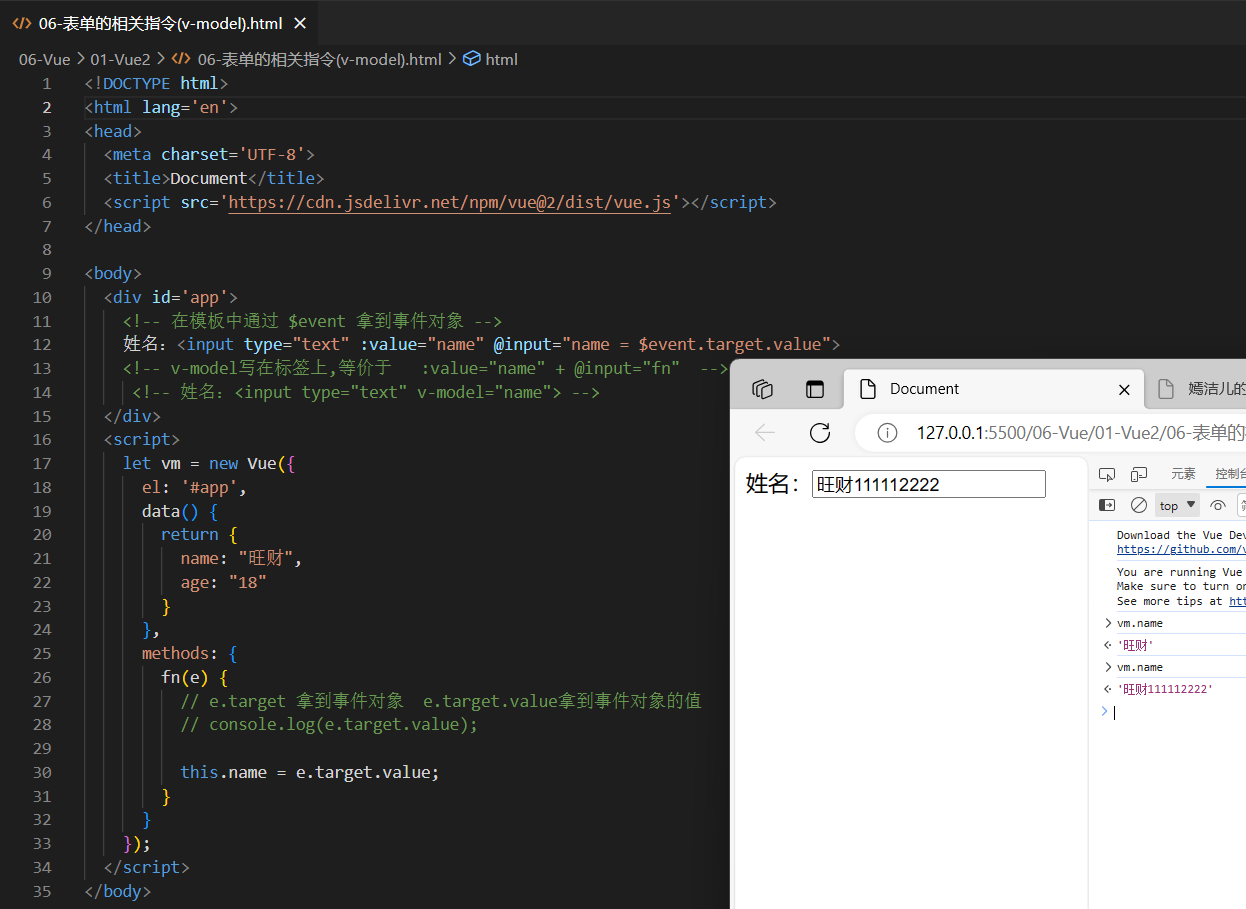 06-表单的相关指令(v-model).html
06-Vue > 01-Vue2 > 06-表单的相关指令(v-model).html > html
1 <!DOCTYPE html>
2 <html lang='en'>
3 <head>
4 <meta charset='UTF-8'>
5 <title>Document</title>
6 <script src='https://cdn.jsdelivr.net/npm/vue@2/dist/vue.js'></script>
7 </head>
8
9 <body>
10 <div id='app'>
11 <!-- 在模板中通过 $event 拿到事件对象 -->
12 姓名：<input type="text" :value="name" @input="name = $event.target.value">
13 <!-- v-model写在标签上,等价于   :value="name" + @input="fn"  -->
14 <!-- 姓名：<input type="text" v-model="name"> -->
15 </div>
16 <script>
17 let vm = new Vue({
18 el: '#app',
19 data() {
20 return {
21 name: "旺财",
22 age: "18"
23 }
24 },
25 methods: {
26 fn(e) {
27 // e.target 拿到事件对象  e.target.value拿到事件对象的值
28 // console.log(e.target.value);
29
30 this.name = e.target.value;
31 }
32 }
33 });
34 </script>
35 </body>
Document
嫣洁儿的
127.0.0.1:5500/06-Vue/01-Vue2/06-表单的
姓名：旺财111112222
元素 控制台
top
Download the Vue Dev
https://github.com/v
You are running Vue
Make sure to turn on
See more tips at htt
> vm.name
'旺财'
> vm.name
'旺财111112222'
>